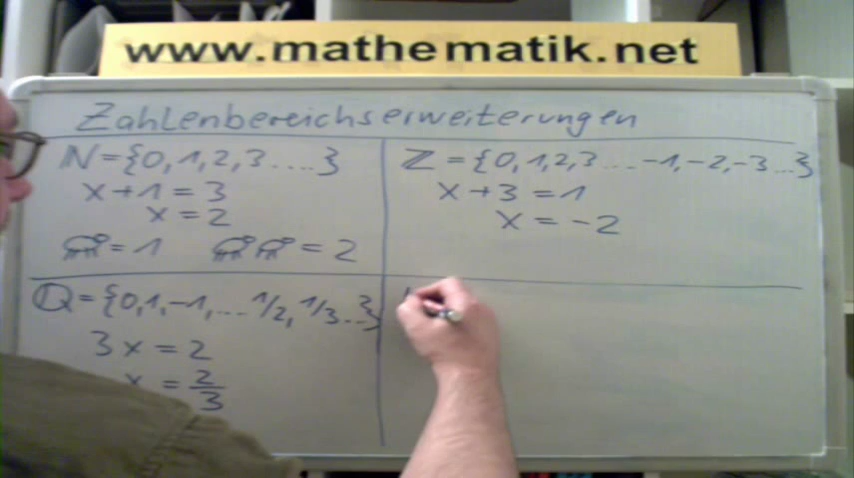 www.mathematik.net
Zahlenbereichserweiterungen
ℕ={0,1,2,3....}
x+1=3
x=2
=1 =2
ℤ={0,1,2,3...-1,-2,-3...}
x+3=1
x=-2
ℚ={0,1,-1,...1/2,1/3...}
3x=2
x=2/3